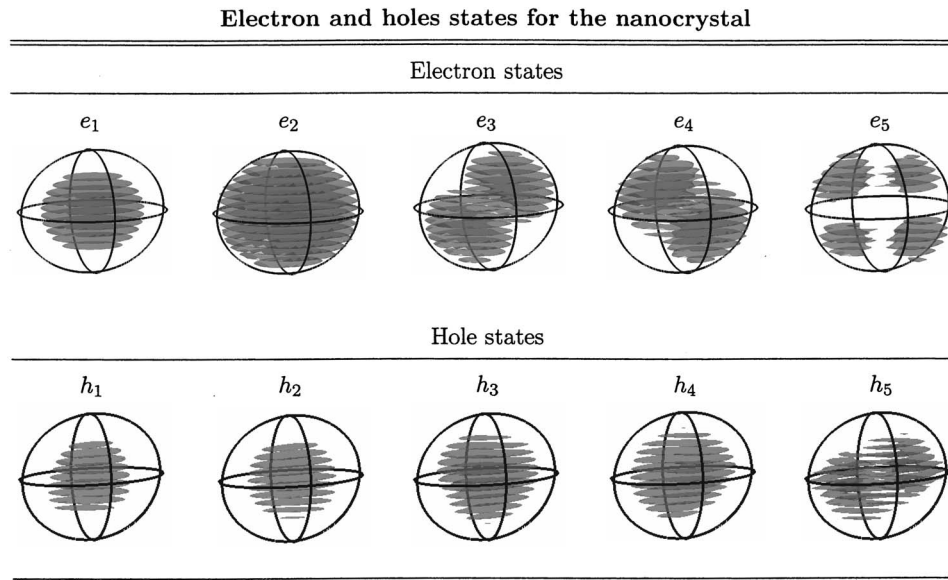 Electron and holes states for the nanocrystal
Electron states
e₁ e₂ e₃ e₄ e₅
Hole states
h₁ h₂ h₃ h₄ h₅